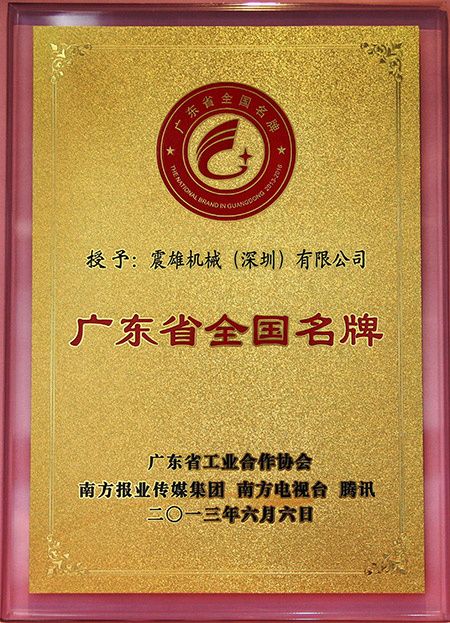 广东省全国名牌
THE NATIONAL BRAND IN GUANGDONG 2013-2016
授予：震雄机械（深圳）有限公司
广东省全国名牌
广东省工业合作协会
南方报业传媒集团 南方电视台 腾讯
二〇一三年六月六日